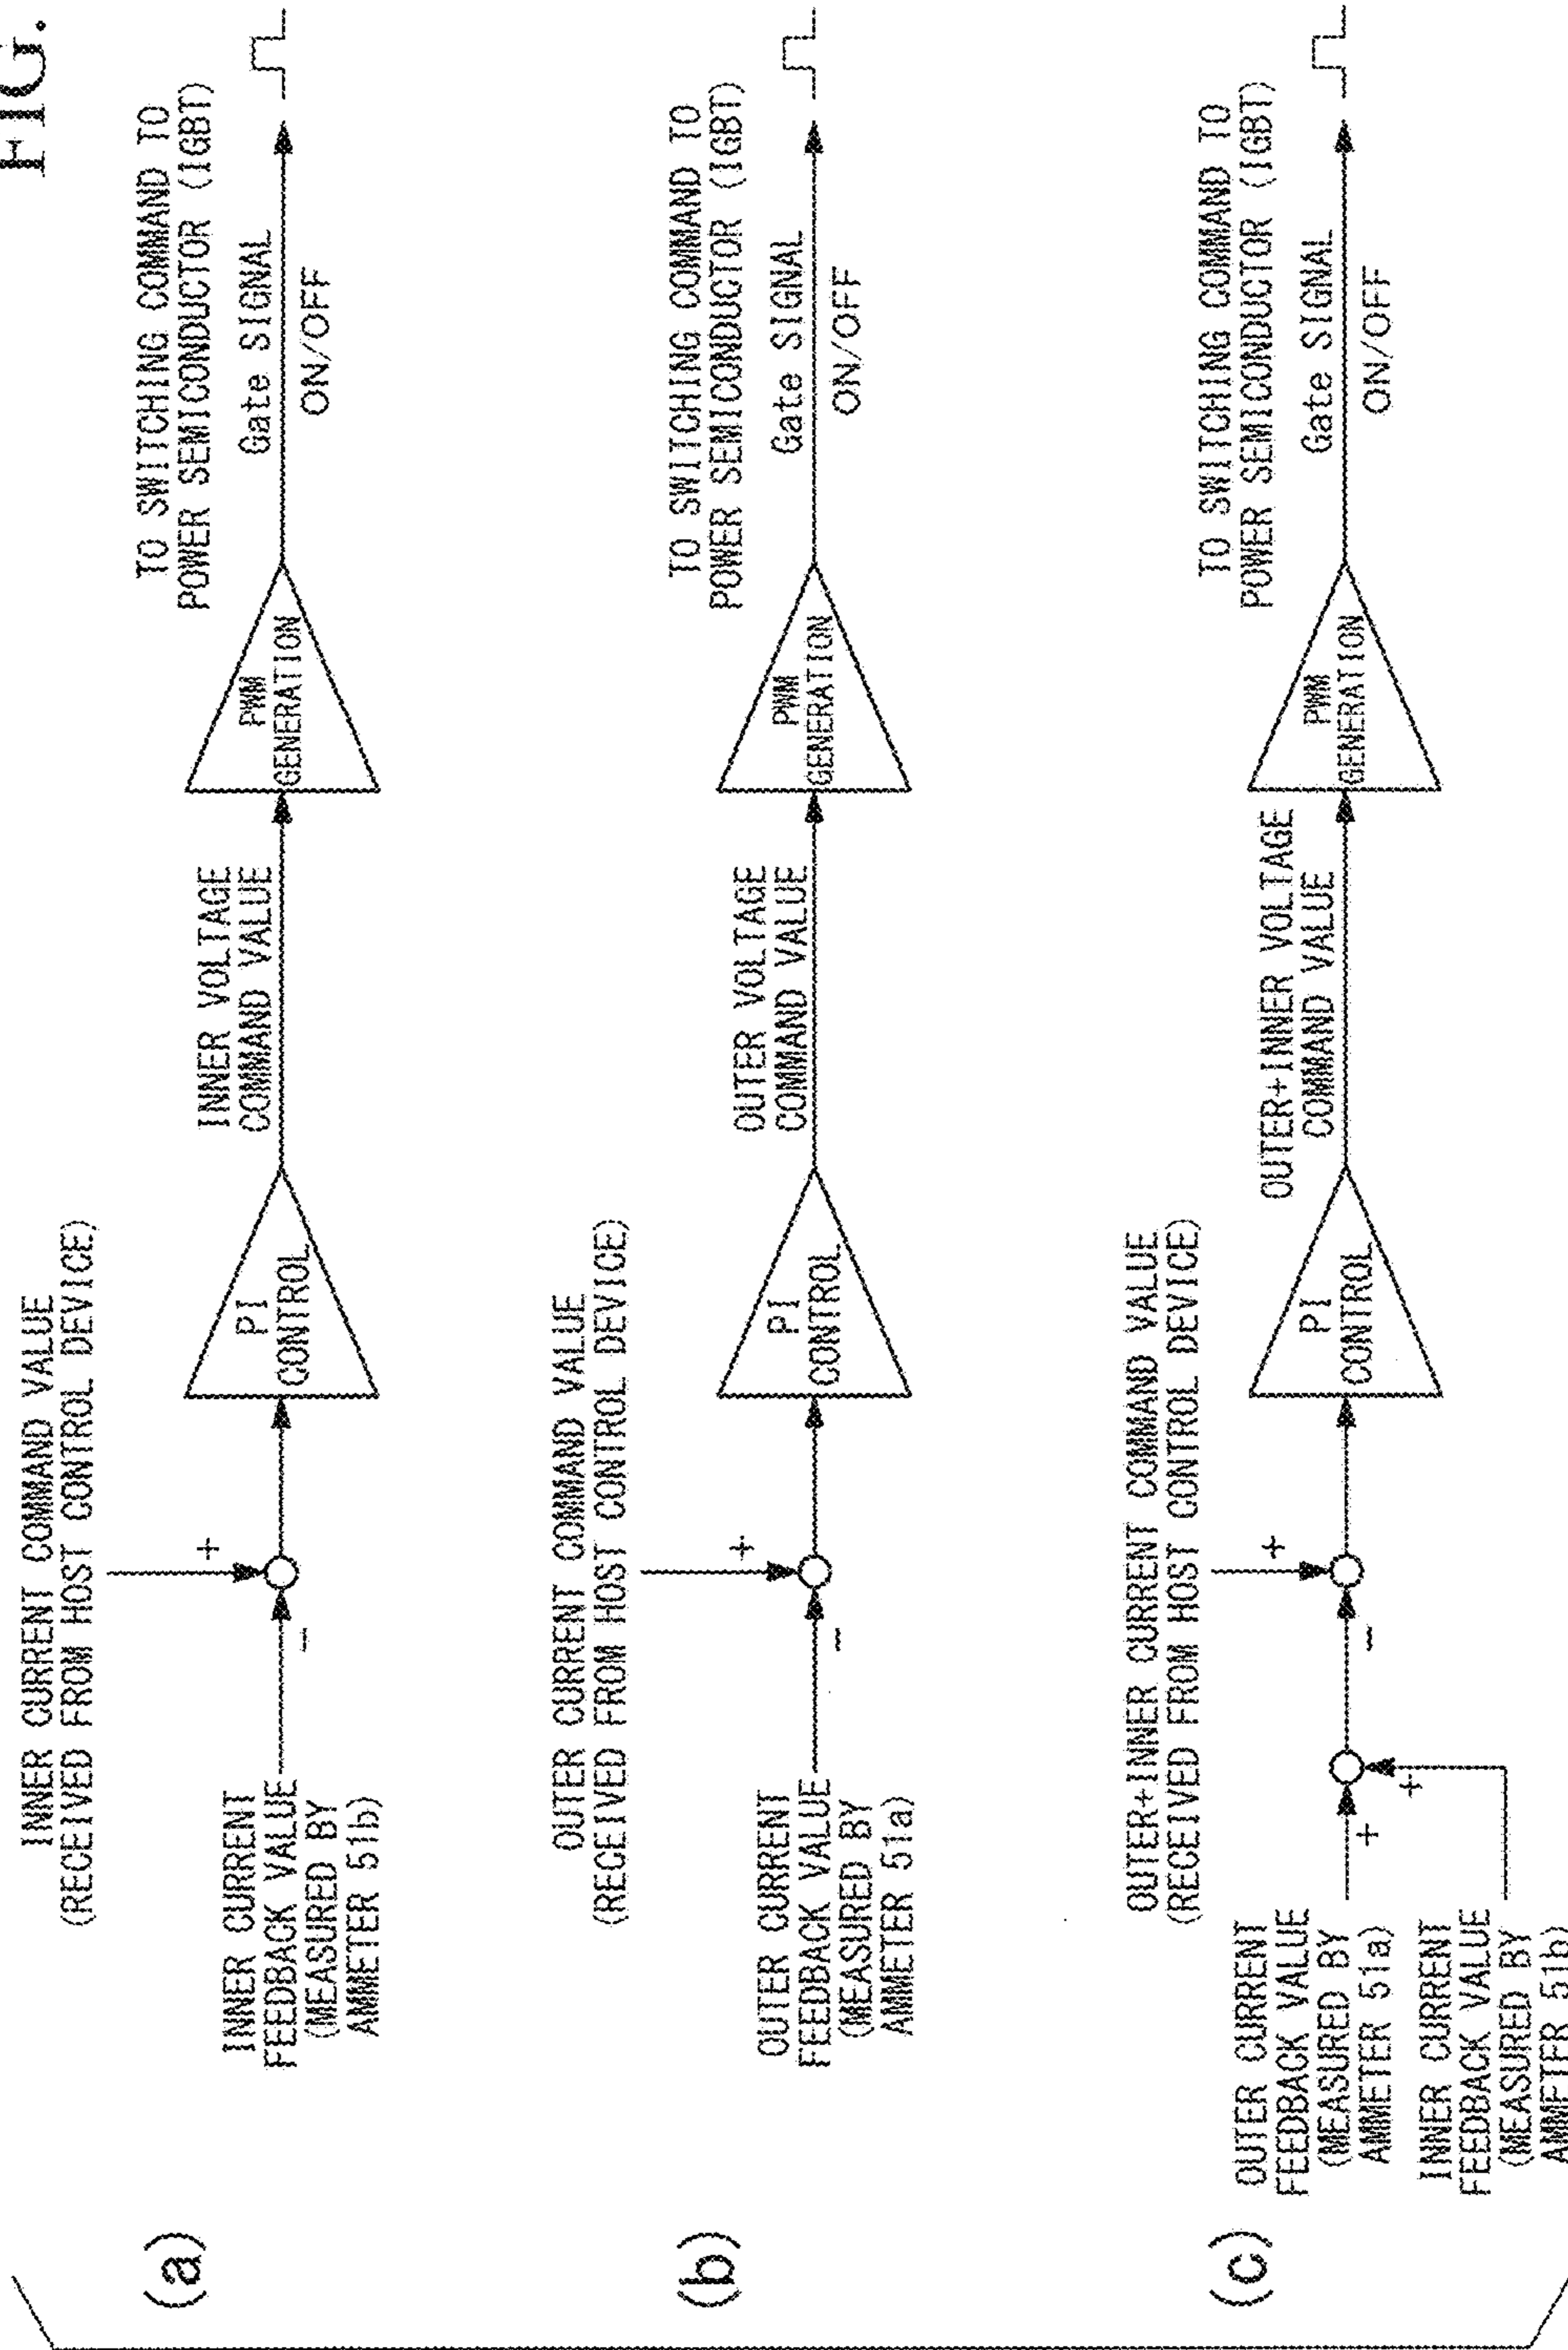 FIG.
(a)
INNER CURRENT COMMAND VALUE
(RECEIVED FROM HOST CONTROL DEVICE)
INNER CURRENT
FEEDBACK VALUE
(MEASURED BY
AMMETER 51b)
+
−
PI
CONTROL
INNER VOLTAGE
COMMAND VALUE
PWM
GENERATION
TO SWITCHING COMMAND TO
POWER SEMICONDUCTOR (IGBT)
Gate SIGNAL
ON/OFF
(b)
OUTER CURRENT COMMAND VALUE
(RECEIVED FROM HOST CONTROL DEVICE)
OUTER CURRENT
FEEDBACK VALUE
(MEASURED BY
AMMETER 51a)
+
−
PI
CONTROL
OUTER VOLTAGE
COMMAND VALUE
PWM
GENERATION
TO SWITCHING COMMAND TO
POWER SEMICONDUCTOR (IGBT)
Gate SIGNAL
ON/OFF
(c)
OUTER+INNER CURRENT COMMAND VALUE
(RECEIVED FROM HOST CONTROL DEVICE)
OUTER CURRENT
FEEDBACK VALUE
(MEASURED BY
AMMETER 51a)
INNER CURRENT
FEEDBACK VALUE
(MEASURED BY
AMMETER 51b)
+
+
+
−
PI
CONTROL
OUTER+INNER VOLTAGE
COMMAND VALUE
PWM
GENERATION
TO SWITCHING COMMAND TO
POWER SEMICONDUCTOR (IGBT)
Gate SIGNAL
ON/OFF